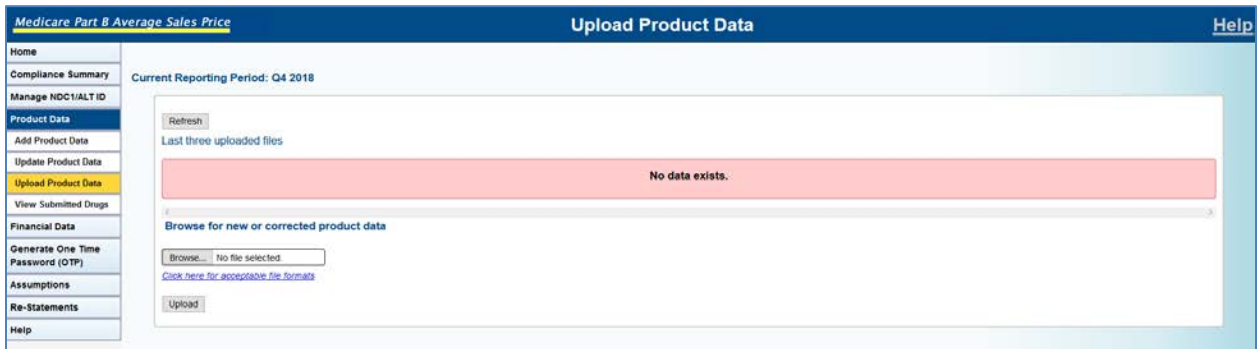 Medicare Part B Average Sales Price
Upload Product Data
Help
Home
Compliance Summary
Manage NDC1/ALT ID
Product Data
Add Product Data
Update Product Data
Upload Product Data
View Submitted Drugs
Financial Data
Generate One Time
Password (OTP)
Assumptions
Re-Statements
Help
Current Reporting Period: Q4 2018
Refresh
Last three uploaded files
No data exists.
Browse for new or corrected product data
Browse... No file selected.
Click here for acceptable file formats
Upload